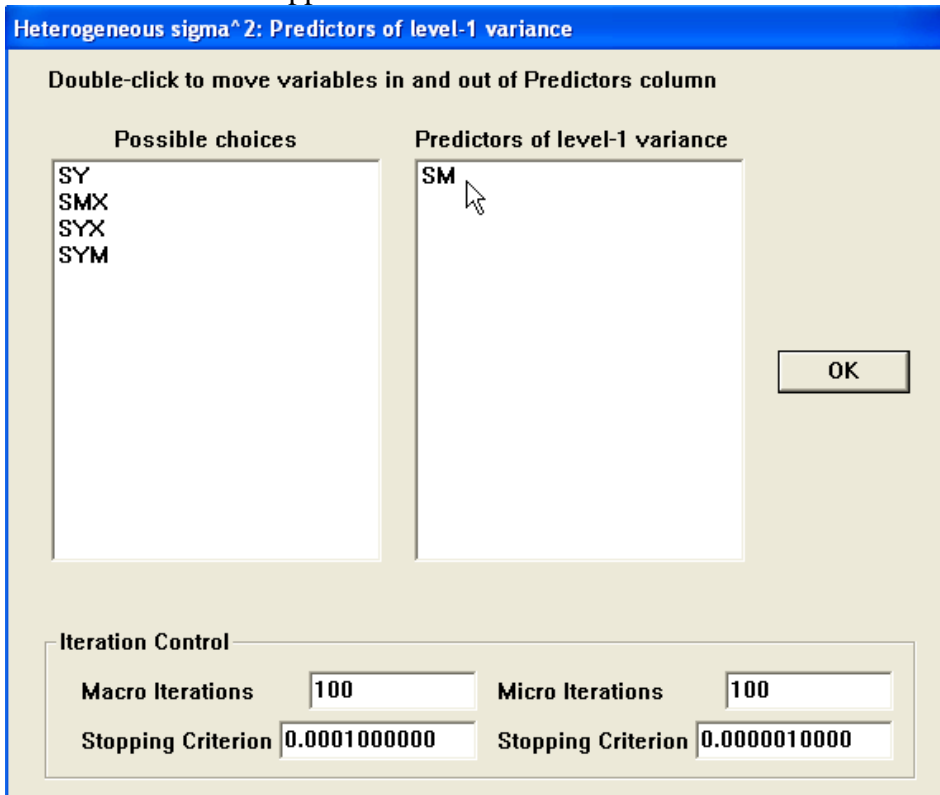 Heterogeneous sigma^2: Predictors of level-1 variance
Double-click to move variables in and out of Predictors column
Possible choices
Predictors of level-1 variance
SY
SMX
SYX
SYM
SM
OK
Iteration Control
Macro Iterations 100
Micro Iterations 100
Stopping Criterion 0.0001000000
Stopping Criterion 0.0000010000